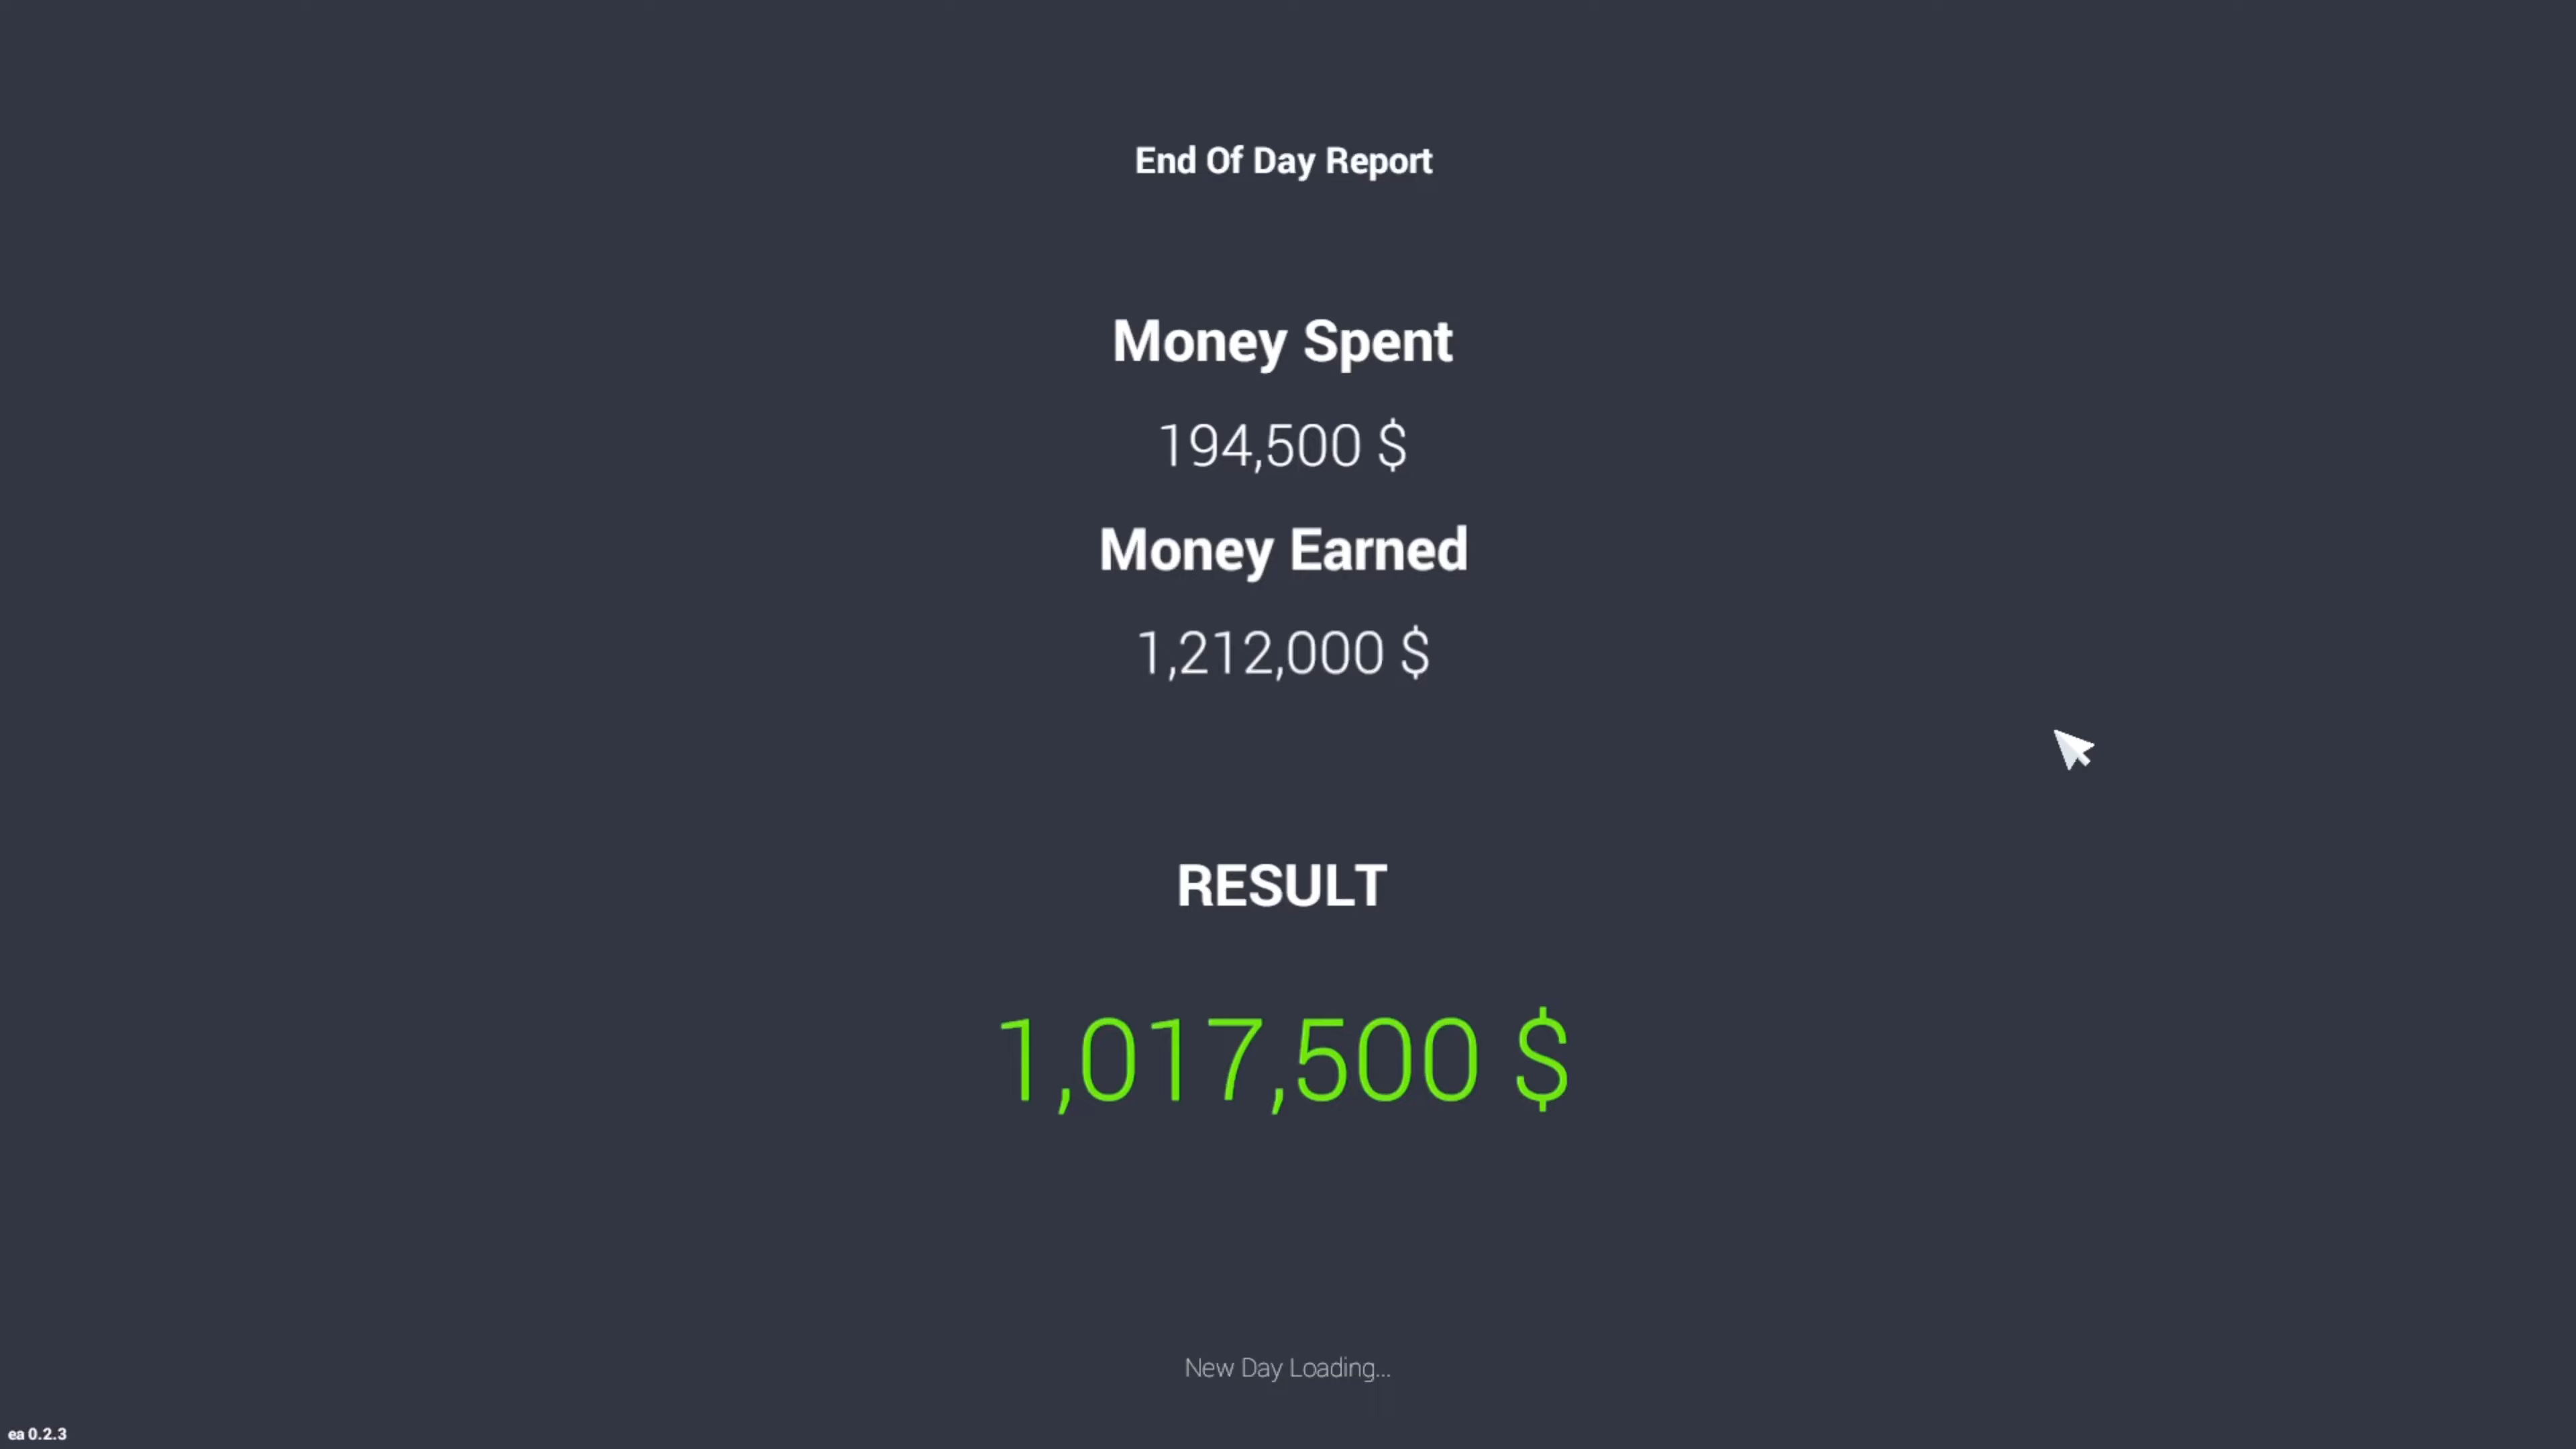 End Of Day Report
Money Spent
194,500 $
Money Earned
1,212,000 $
RESULT
1,017,500 $
New Day Loading...
ea 0.2.3